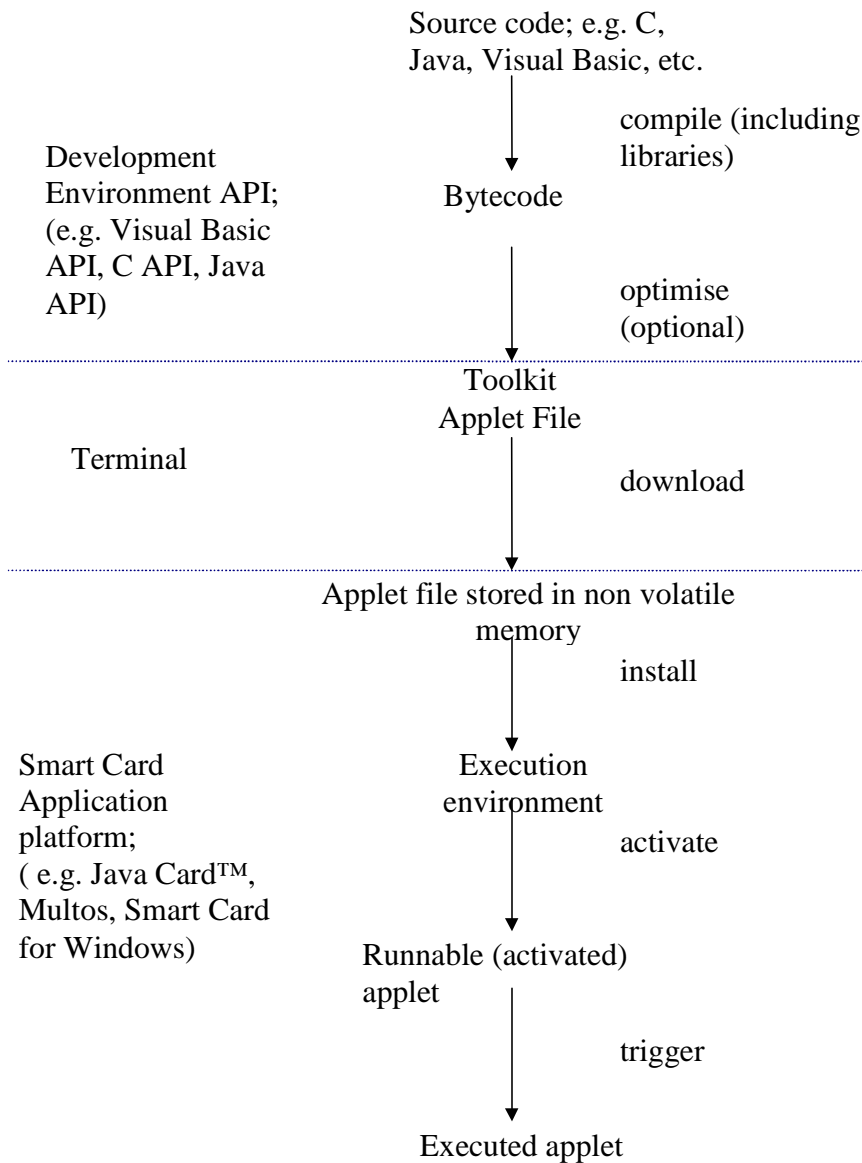 Source code; e.g. C,
Java, Visual Basic, etc.
compile (including
libraries)
Development
Environment API;
(e.g. Visual Basic
API, C API, Java
API)
Bytecode
optimise
(optional)
Toolkit
Applet File
Terminal
download
Applet file stored in non volatile
memory
install
Smart Card
Application
platform;
( e.g. Java Card™,
Multos, Smart Card
for Windows)
Execution
environment
activate
Runnable (activated)
applet
trigger
Executed applet